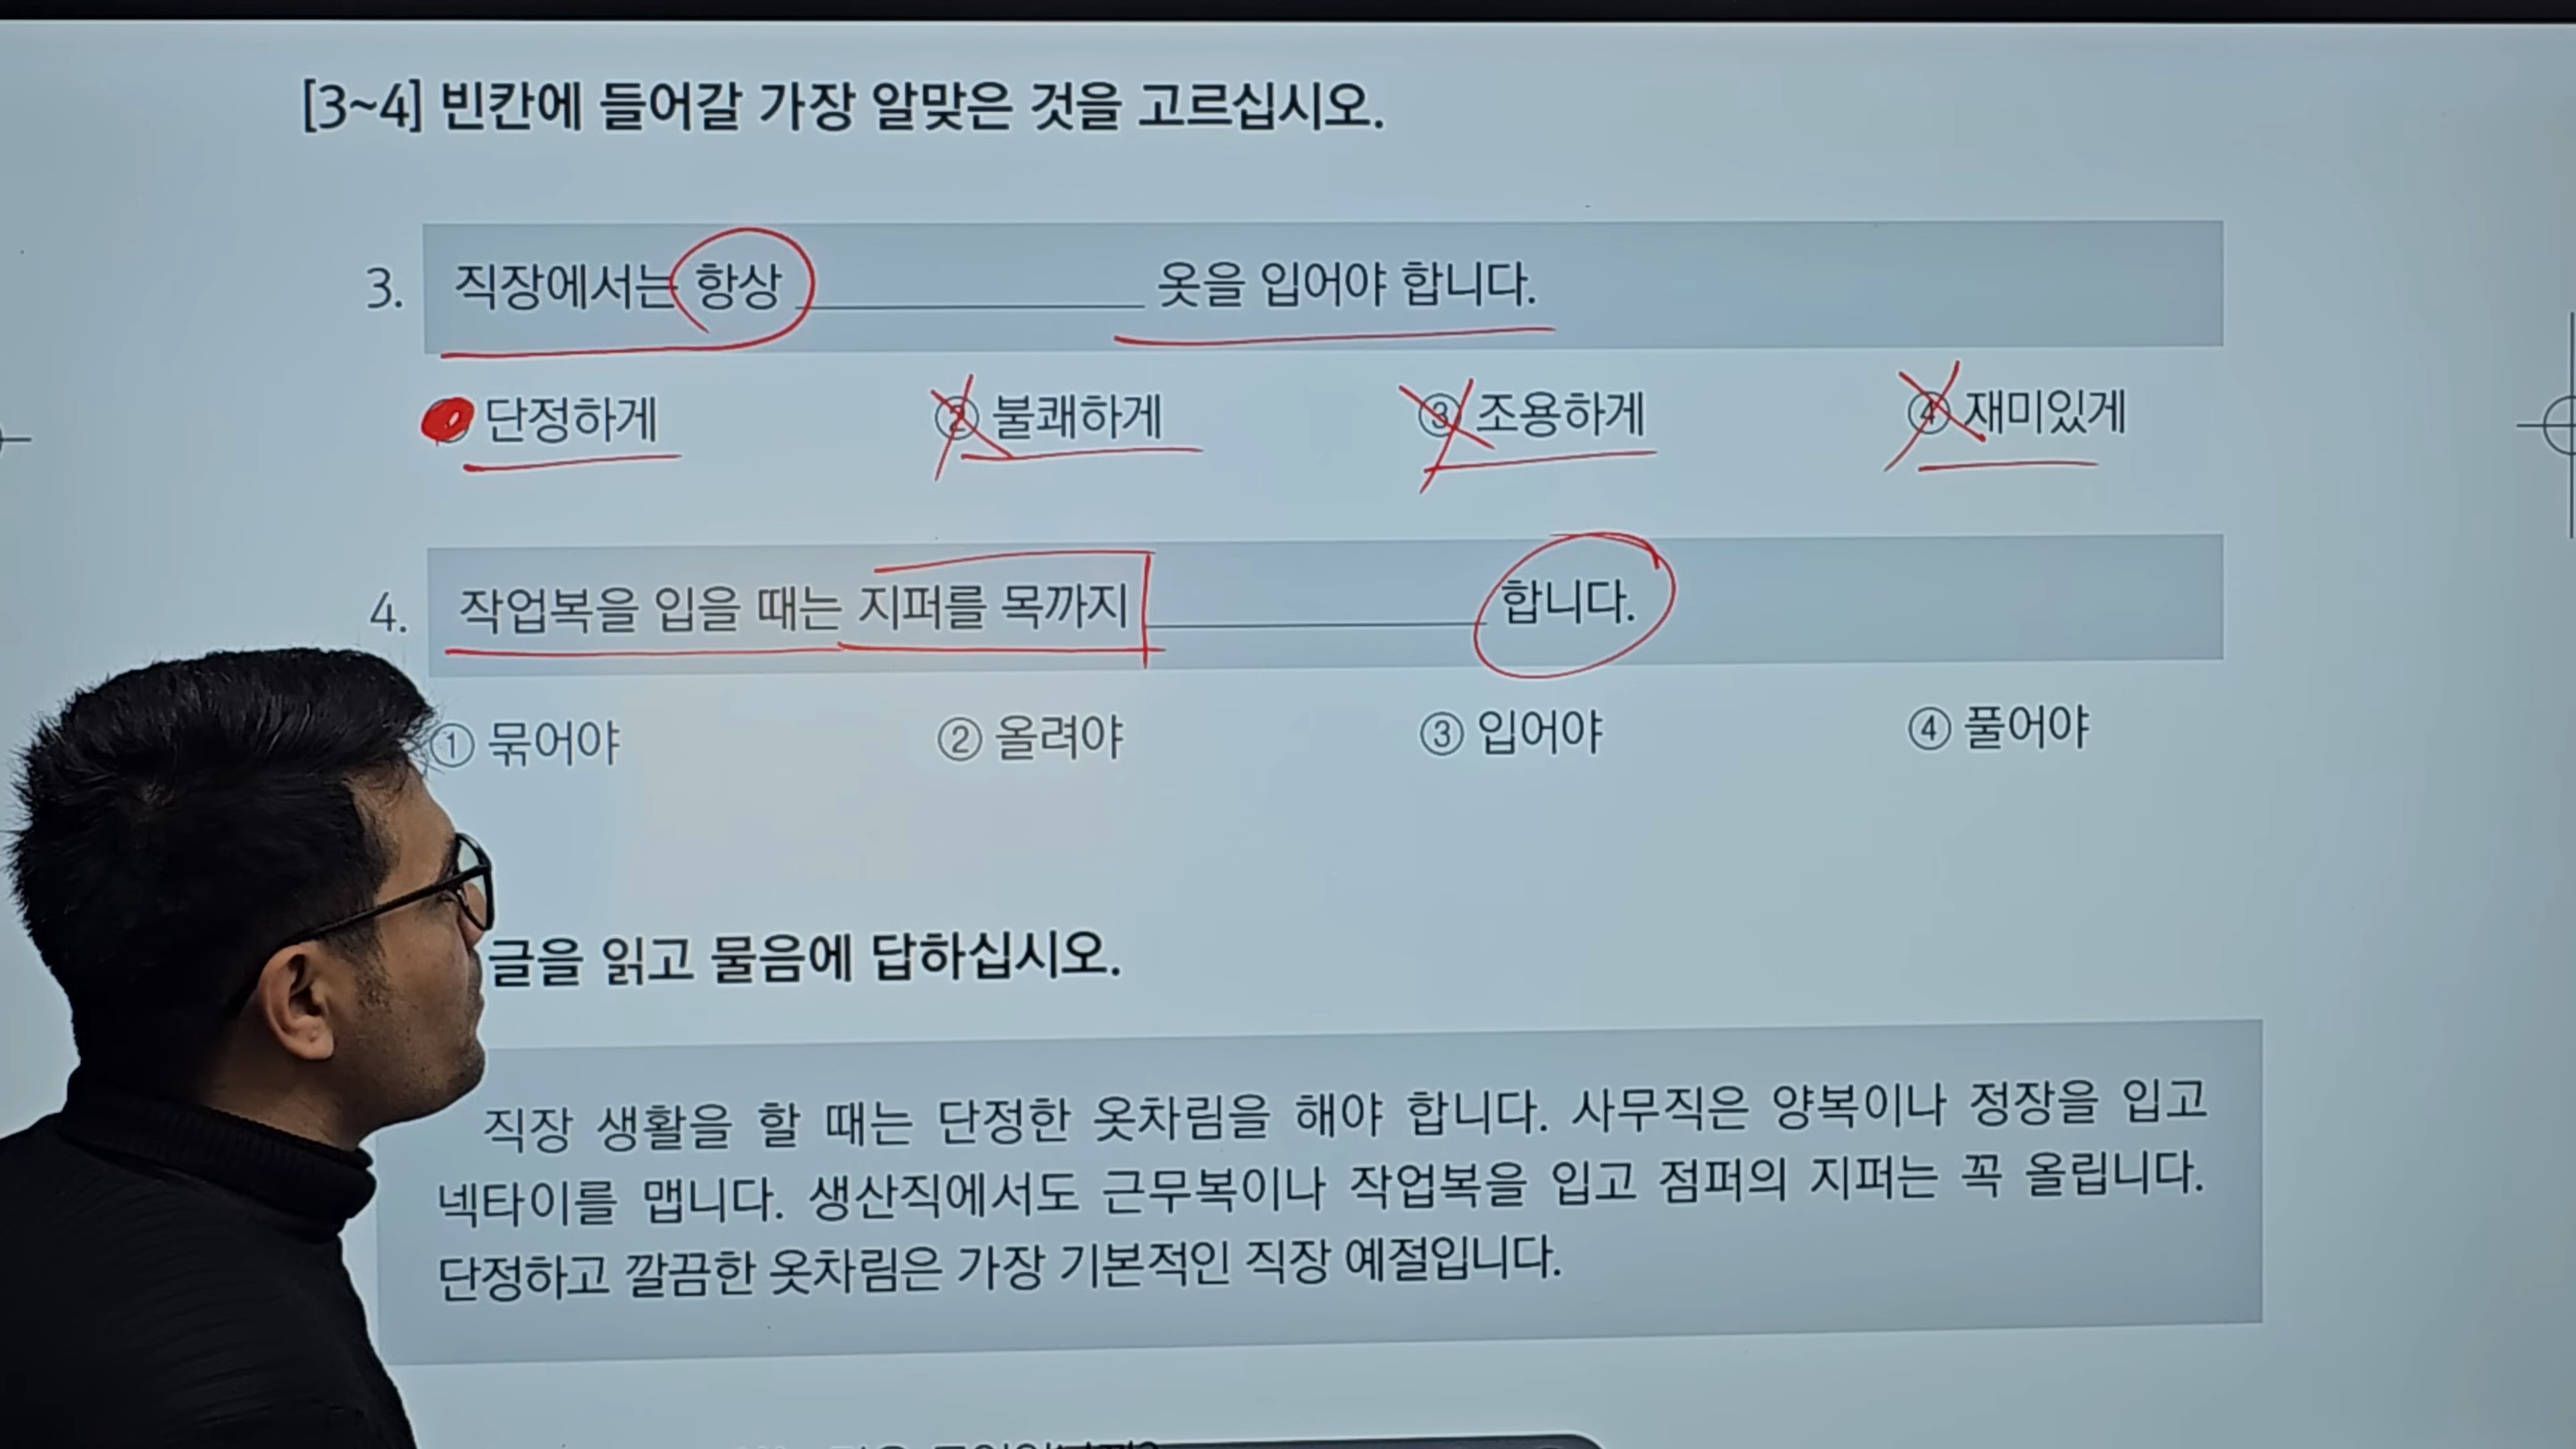 [3~4] 빈칸에 들어갈 가장 알맞은 것을 고르십시오.
3. 직장에서는 항상 __________ 옷을 입어야 합니다.
단정하게 ② 불쾌하게 ③ 조용하게 ④ 재미있게
4. 작업복을 입을 때는 지퍼를 목까지 __________ 합니다.
① 묶어야 ② 올려야 ③ 입어야 ④ 풀어야
글을 읽고 물음에 답하십시오.
직장 생활을 할 때는 단정한 옷차림을 해야 합니다. 사무직은 양복이나 정장을 입고
넥타이를 맵니다. 생산직에서도 근무복이나 작업복을 입고 점퍼의 지퍼는 꼭 올립니다.
단정하고 깔끔한 옷차림은 가장 기본적인 직장 예절입니다.